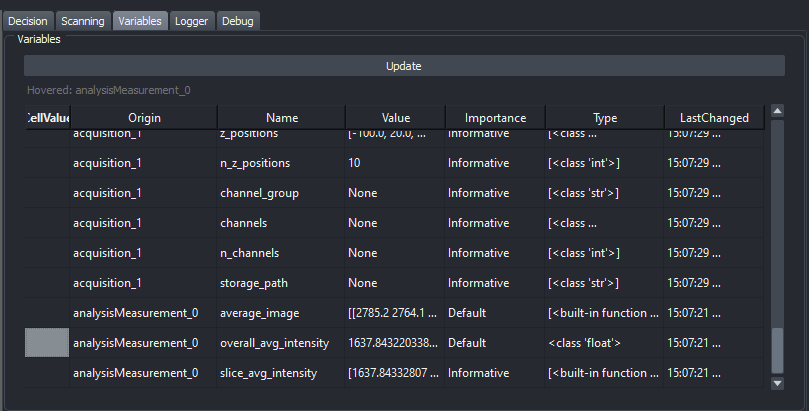 Decision Scanning Variables Logger Debug
Variables
Update
Hovered: analysisMeasurement_0
CellValue Origin Name Value Importance Type LastChanged
acquisition_1 z_positions [-100.0, 20.0, ... Informative [<class ... 15:07:29 ...
acquisition_1 n_z_positions 10 Informative [<class 'int'>] 15:07:29 ...
acquisition_1 channel_group None Informative [<class 'str'>] 15:07:29 ...
acquisition_1 channels None Informative [<class ... 15:07:29 ...
acquisition_1 n_channels None Informative [<class 'int'>] 15:07:29 ...
acquisition_1 storage_path None Informative [<class 'str'>] 15:07:29 ...
analysisMeasurement_0 average_image [[2785.2 2764.1 ... Default [<built-in function ... 15:07:21 ...
analysisMeasurement_0 overall_avg_intensity 1637.843220338... Default <class 'float'> 15:07:21 ...
analysisMeasurement_0 slice_avg_intensity [1637.84332807 ... Informative [<built-in function ... 15:07:21 ...